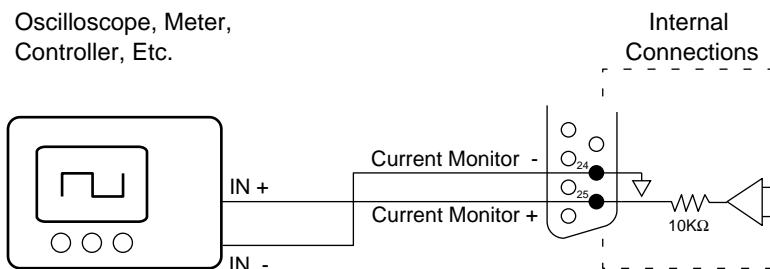 Oscilloscope, Meter,
Controller, Etc.
Internal
Connections
Current Monitor -
24
IN +
25
Current Monitor +
10KΩ
IN -